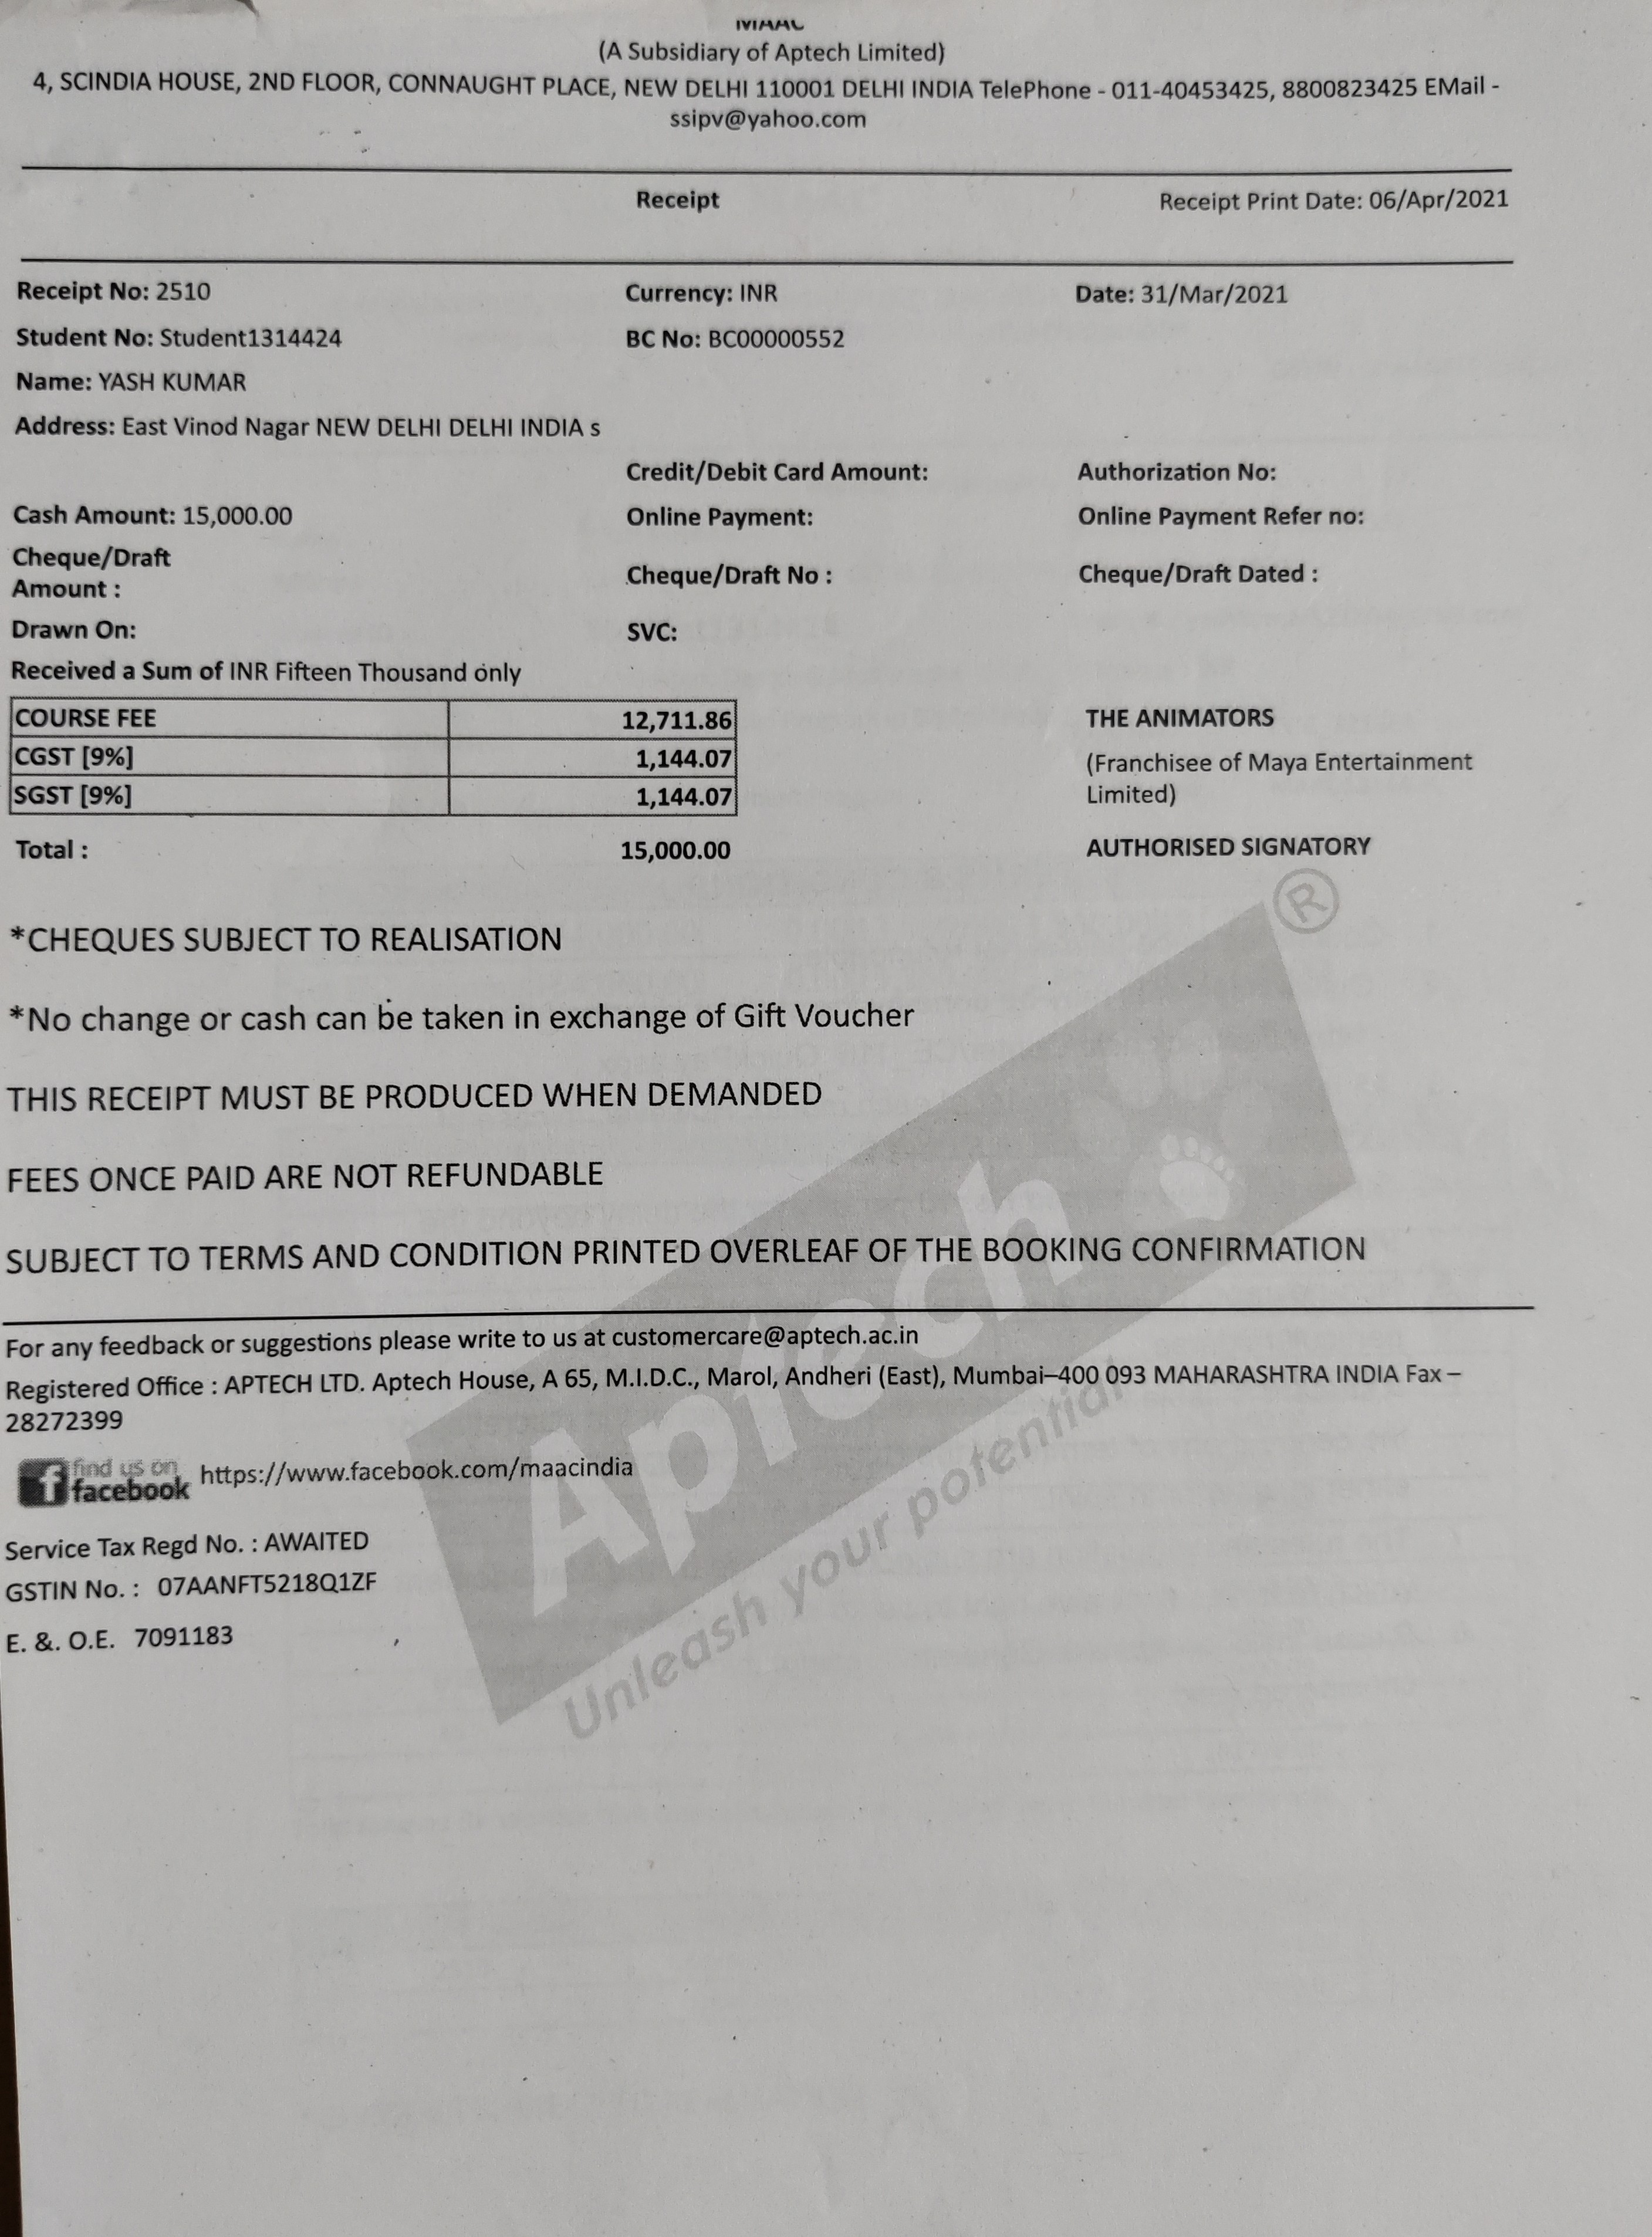 MAAC
(A Subsidiary of Aptech Limited)
4, SCINDIA HOUSE, 2ND FLOOR, CONNAUGHT PLACE, NEW DELHI 110001 DELHI INDIA TelePhone - 011-40453425, 8800823425 EMail -
ssipv@yahoo.com
Receipt Receipt Print Date: 06/Apr/2021
Receipt No: 2510 Currency: INR Date: 31/Mar/2021
Student No: Student1314424 BC No: BC00000552
Name: YASH KUMAR
Address: East Vinod Nagar NEW DELHI DELHI INDIA s
Credit/Debit Card Amount: Authorization No:
Cash Amount: 15,000.00 Online Payment: Online Payment Refer no:
Cheque/Draft
Amount : Cheque/Draft No : Cheque/Draft Dated :
Drawn On: SVC:
Received a Sum of INR Fifteen Thousand only
COURSE FEE 12,711.86 THE ANIMATORS
CGST [9%] 1,144.07 (Franchisee of Maya Entertainment
SGST [9%] 1,144.07 Limited)
Total : 15,000.00 AUTHORISED SIGNATORY
*CHEQUES SUBJECT TO REALISATION
*No change or cash can be taken in exchange of Gift Voucher
THIS RECEIPT MUST BE PRODUCED WHEN DEMANDED
FEES ONCE PAID ARE NOT REFUNDABLE
SUBJECT TO TERMS AND CONDITION PRINTED OVERLEAF OF THE BOOKING CONFIRMATION
For any feedback or suggestions please write to us at customercare@aptech.ac.in
Registered Office : APTECH LTD. Aptech House, A 65, M.I.D.C., Marol, Andheri (East), Mumbai–400 093 MAHARASHTRA INDIA Fax –
28272399
find us on
facebook https://www.facebook.com/maacindia
Service Tax Regd No. : AWAITED
GSTIN No. : 07AANFT5218Q1ZF
E. &. O.E. 7091183
Aptech ®
Unleash your potential